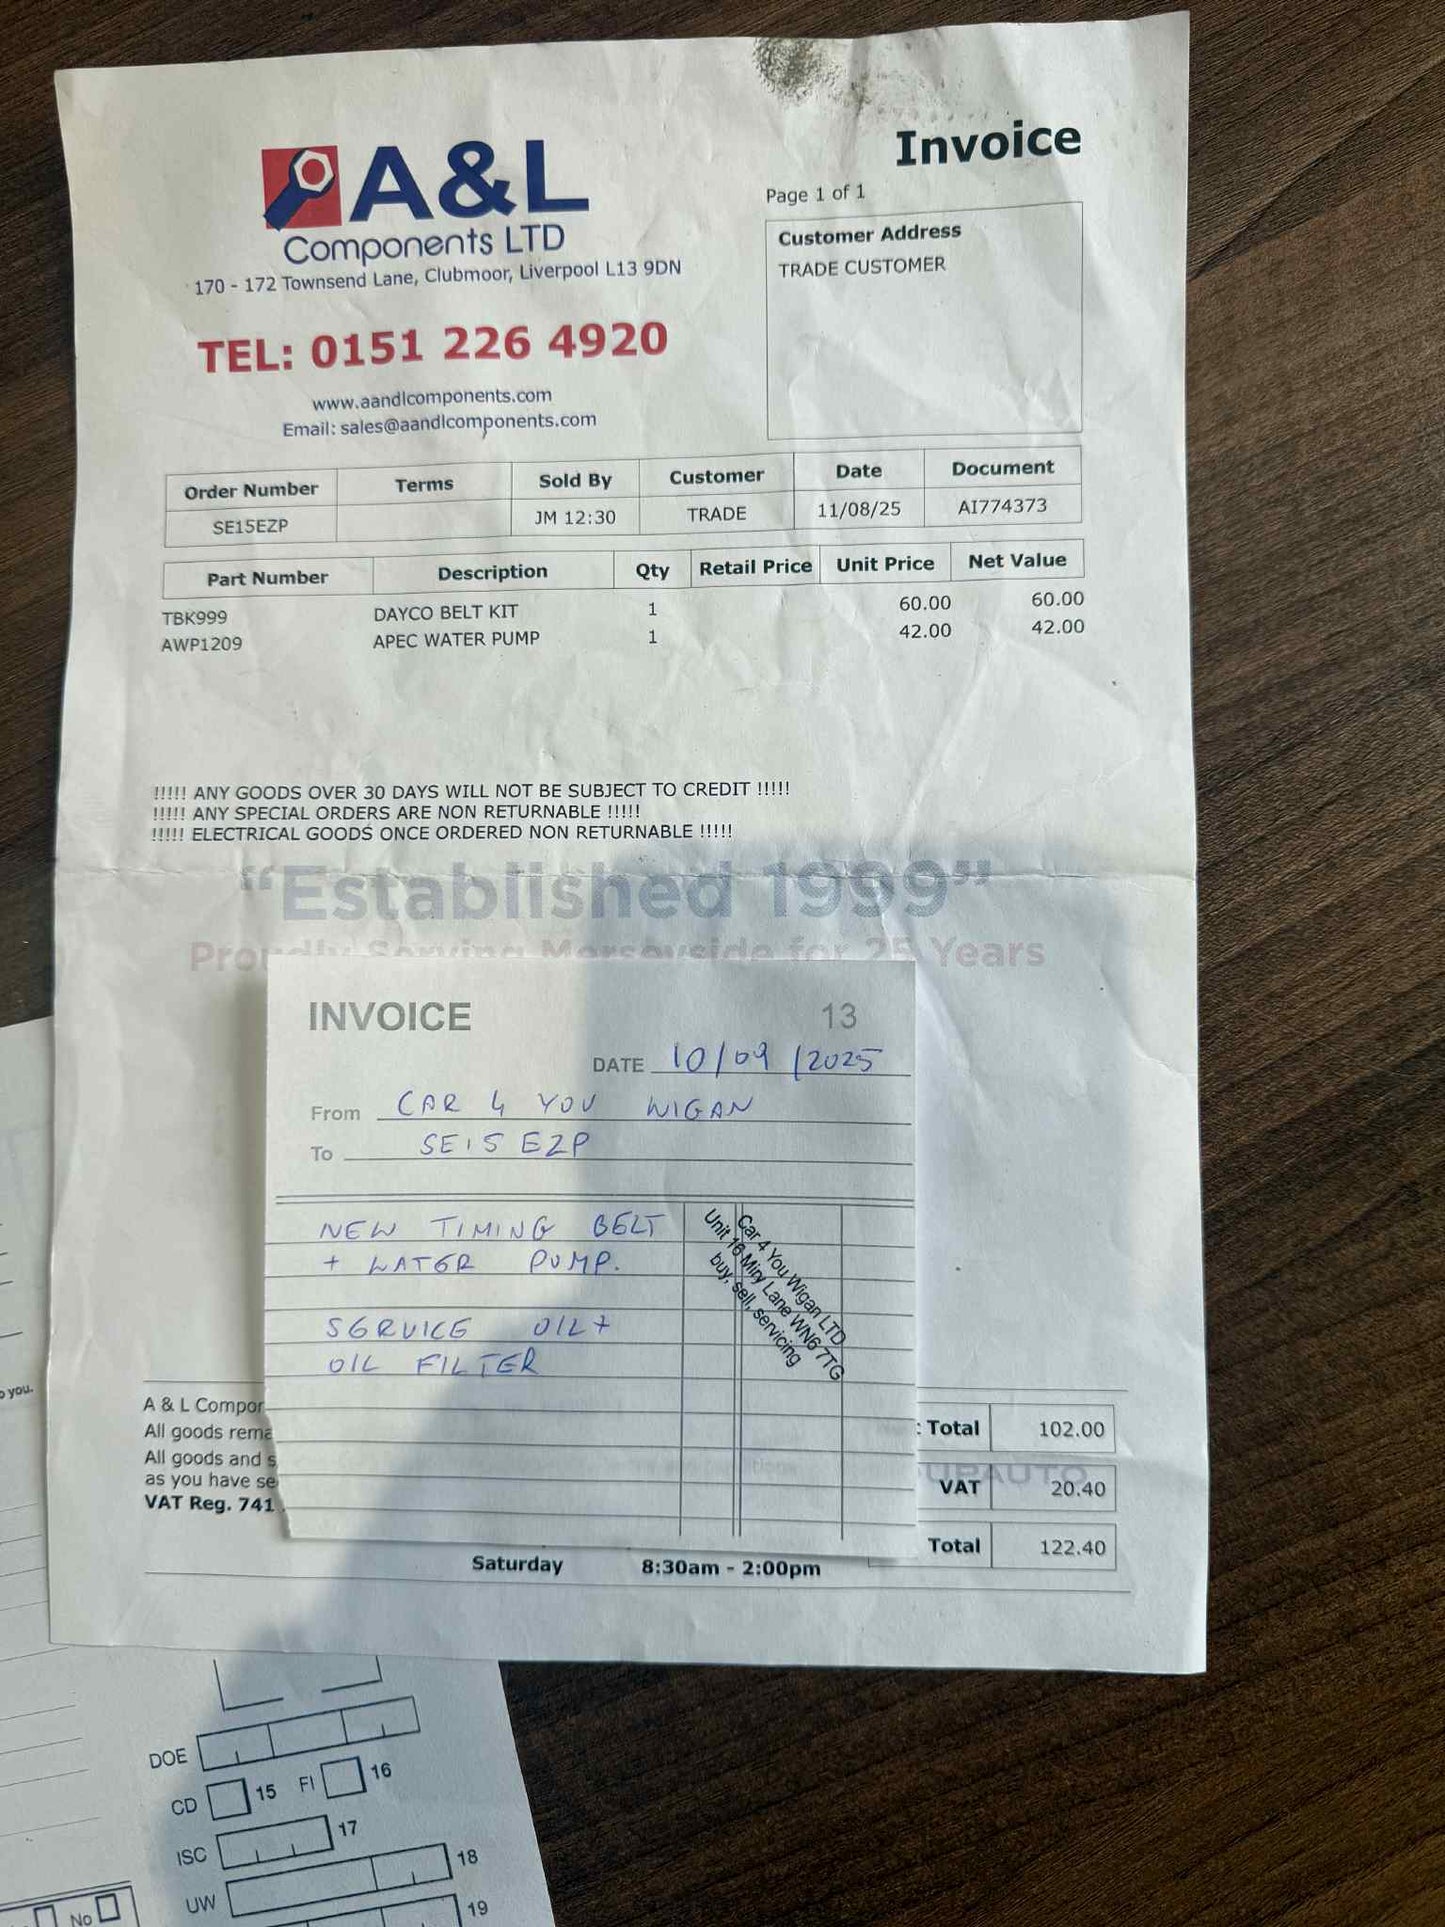 Invoice
Page 1 of 1
A&L
Components LTD
170 - 172 Townsend Lane, Clubmoor, Liverpool L13 9DN
TEL: 0151 226 4920
www.aandlcomponents.com
Email: sales@aandlcomponents.com
Customer Address
TRADE CUSTOMER
Order Number Terms Sold By Customer Date Document
SE15EZP JM 12:30 TRADE 11/08/25 AI774373
Part Number Description Qty Retail Price Unit Price Net Value
TBK999 DAYCO BELT KIT 1 60.00 60.00
AWP1209 APEC WATER PUMP 1 42.00 42.00
!!!!! ANY GOODS OVER 30 DAYS WILL NOT BE SUBJECT TO CREDIT !!!!!
!!!!! ANY SPECIAL ORDERS ARE NON RETURNABLE !!!!!
!!!!! ELECTRICAL GOODS ONCE ORDERED NON RETURNABLE !!!!!
"Established 1999"
Proudly Serving Merseyside for 25 Years
INVOICE 13
DATE 10/09/2025
From CAR 4 YOU WIGAN
To SE15 EZP
NEW TIMING BELT
+ WATER PUMP.
SERVICE OIL +
OIL FILTER
Car 4 You Wigan LTD
Unit 16 Miry Lane WN6 7TG
buy, sell, servicing
A & L Compor
All goods rema
All goods and s
as you have se
VAT Reg. 741
: Total 102.00
UPAUTO
VAT 20.40
Total 122.40
Saturday 8:30am - 2:00pm
o you.
DOE
CD 15 FI 16
ISC 17
UW 18
19
No